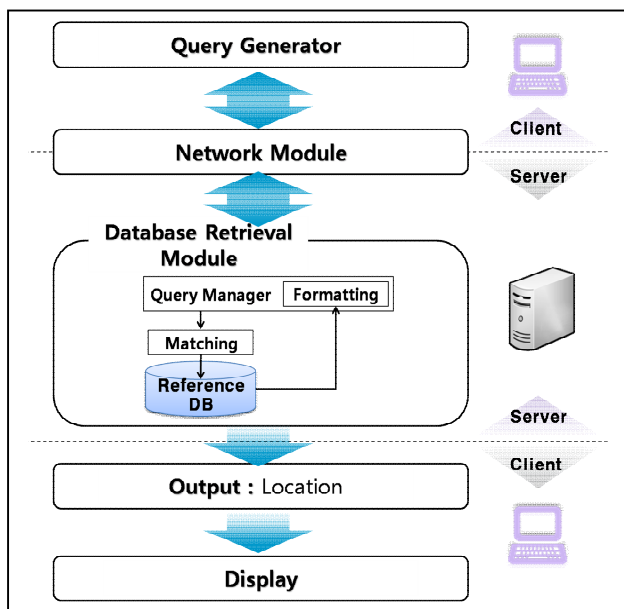 Query Generator
Client
Network Module
Server
Database Retrieval
Module
Query Manager
Formatting
Matching
Reference
DB
Server
Client
Output : Location
Display